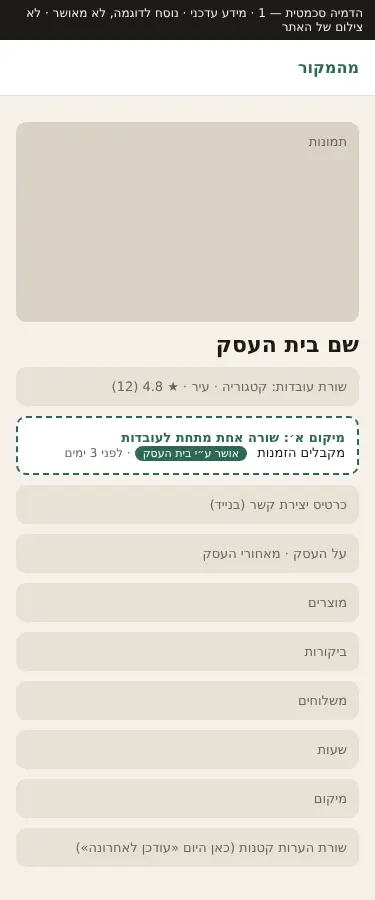 הדמיה סכמטית — 1 · מידע עדכני · נוסח לדוגמה, לא מאושר · לא
צילום של האתר
מהמקור
תמונות
שם בית העסק
שורת עובדות: קטגוריה · עיר · ★ 4.8 (12)
מיקום א׳: שורה אחת מתחת לעובדות
מקבלים הזמנות אושר ע״י בית העסק · לפני 3 ימים
כרטיס יצירת קשר (בנייד)
על העסק · מאחורי העסק
מוצרים
ביקורות
משלוחים
שעות
מיקום
שורת הערות קטנות (כאן היום «עודכן לאחרונה»)